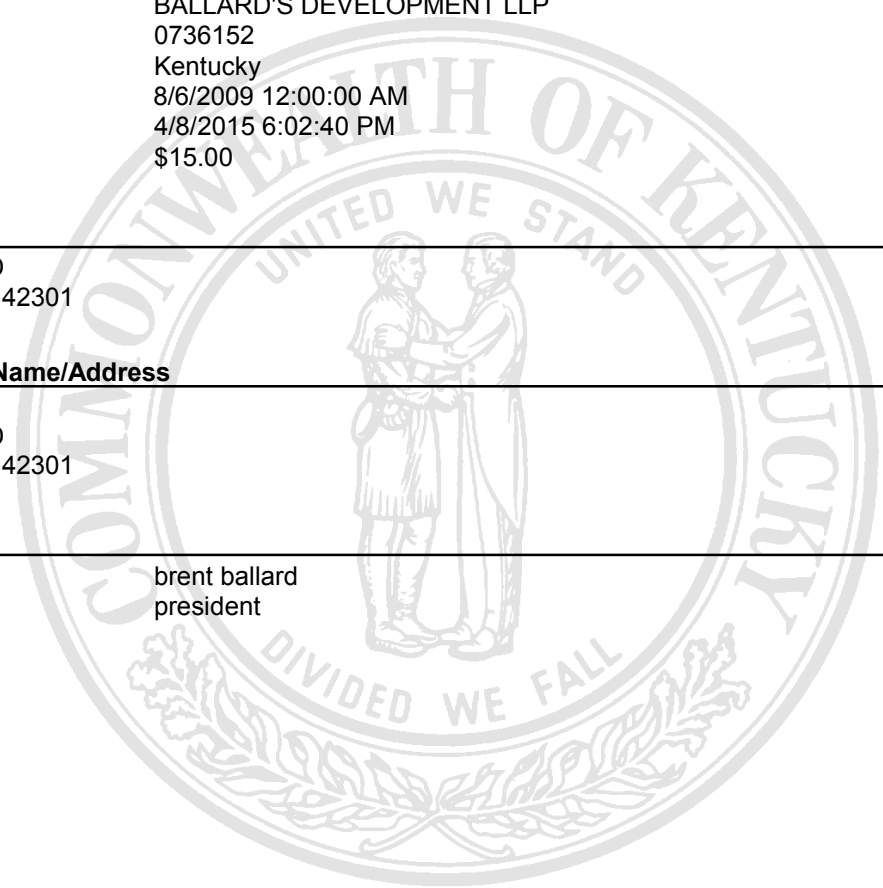 BALLARD'S DEVELOPMENT LLP
0736152
Kentucky
8/6/2009 12:00:00 AM
4/8/2015 6:02:40 PM
$15.00
42301
Name/Address
42301
brent ballard
president
COMMONWEALTH OF KENTUCKY
UNITED WE STAND
DIVIDED WE FALL